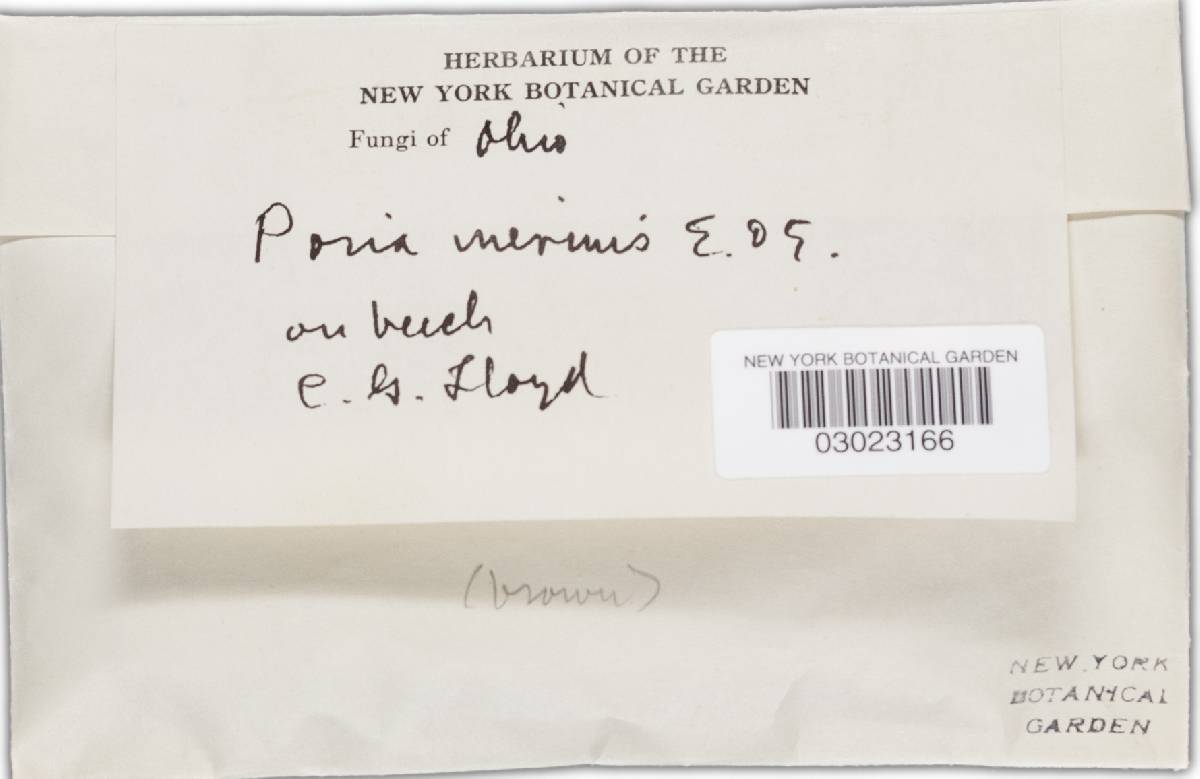 HERBARIUM OF THE
NEW YORK BOTANICAL GARDEN
Fungi of Ohio
Poria inermis E. & E.
on beech
C. G. Lloyd
NEW YORK BOTANICAL GARDEN
03023166
(brown)
NEW YORK
BOTANICAL
GARDEN